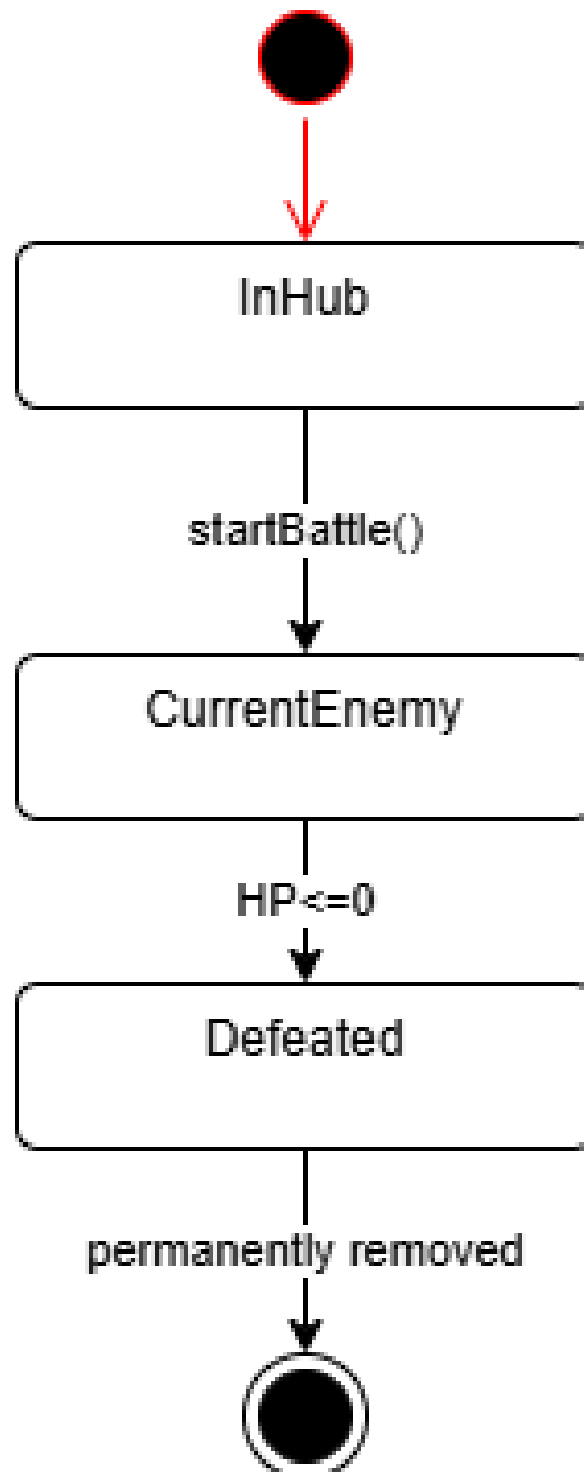 InHub
startBattle()
CurrentEnemy
HP<=0
Defeated
permanently removed